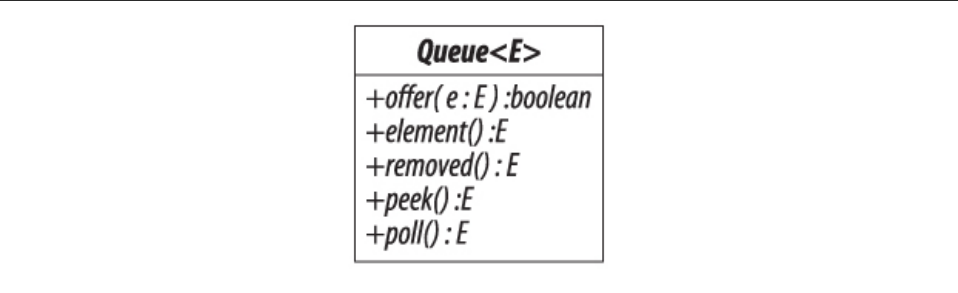 Queue<E>
+offer( e : E ) :boolean
+element() :E
+removed() : E
+peek() :E
+poll() : E